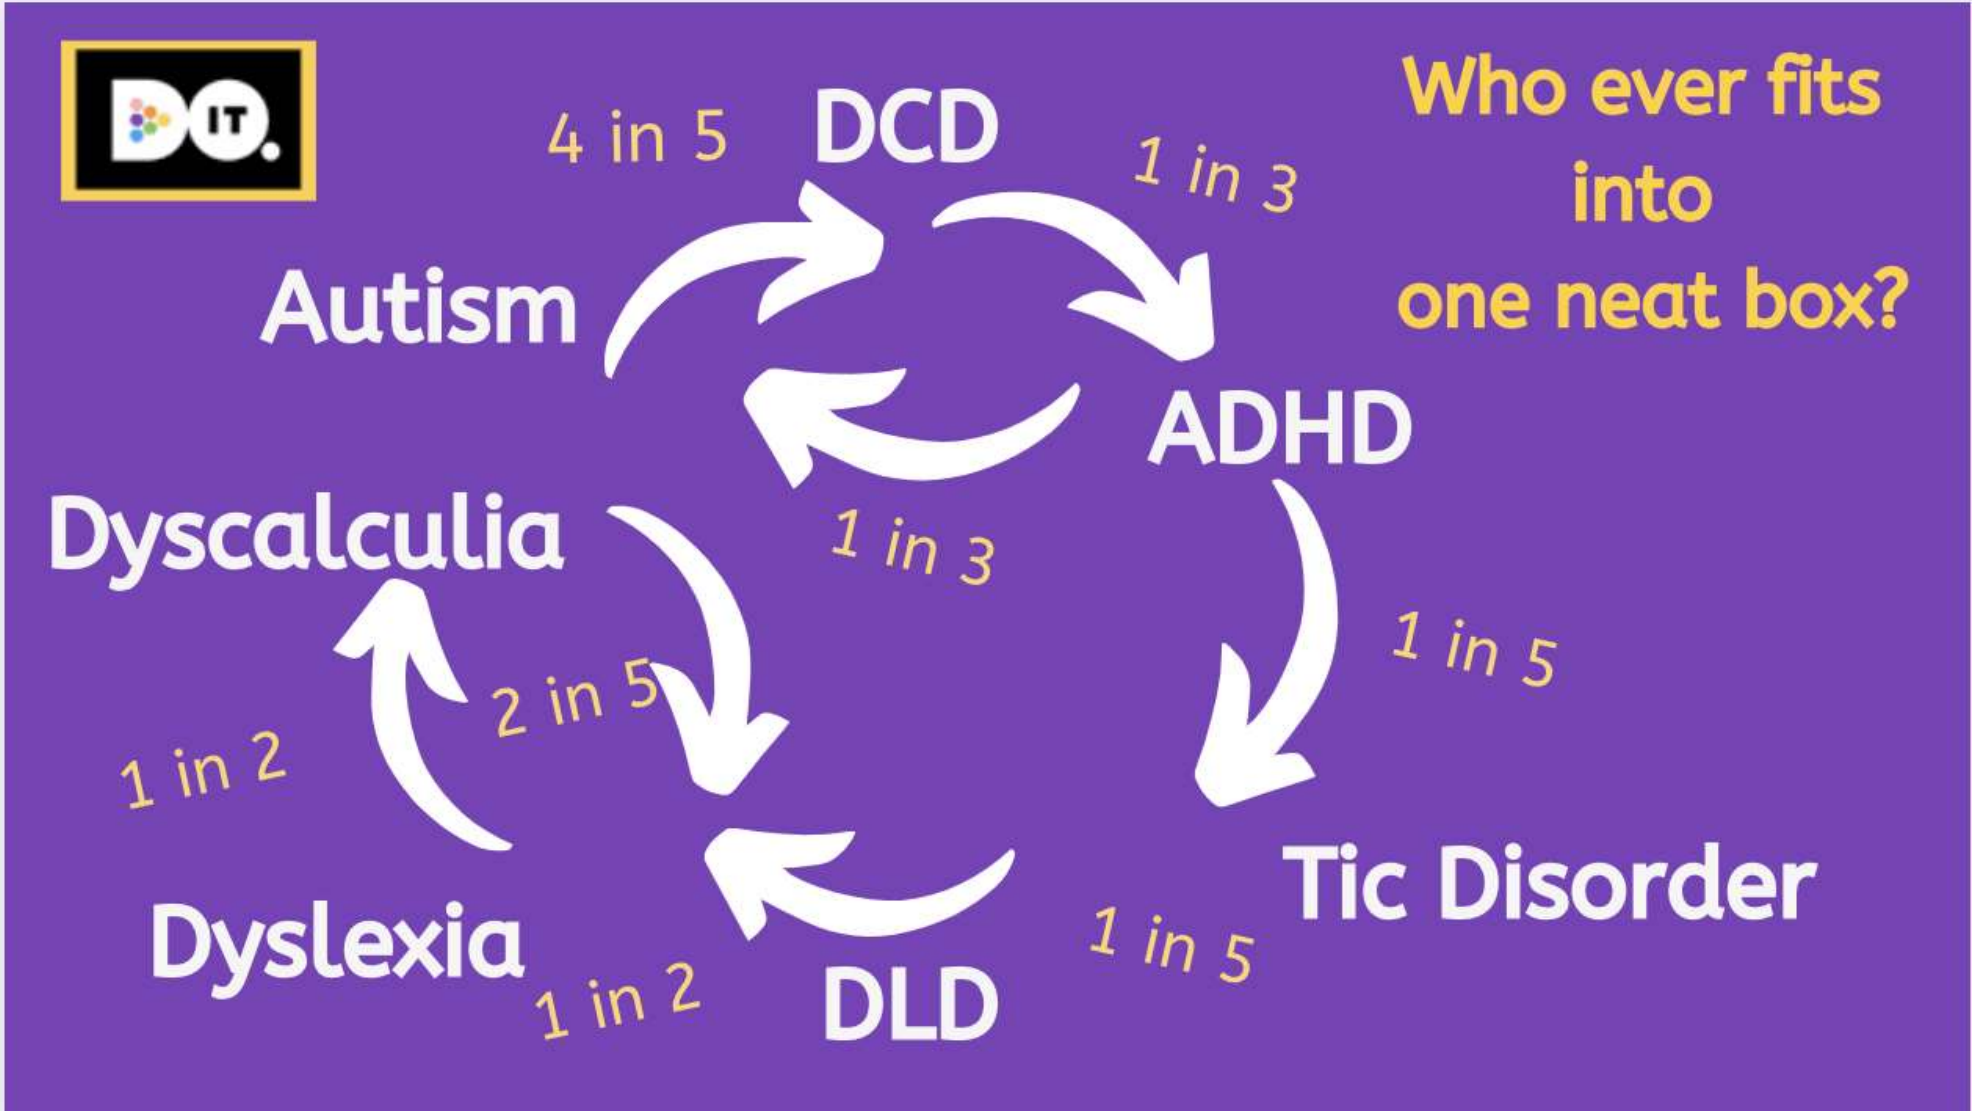 DO IT.
4 in 5
DCD
1 in 3
Who ever fits
into
one neat box?
Autism
ADHD
Dyscalculia
1 in 3
1 in 5
2 in 5
1 in 2
Tic Disorder
Dyslexia
1 in 5
1 in 2
DLD